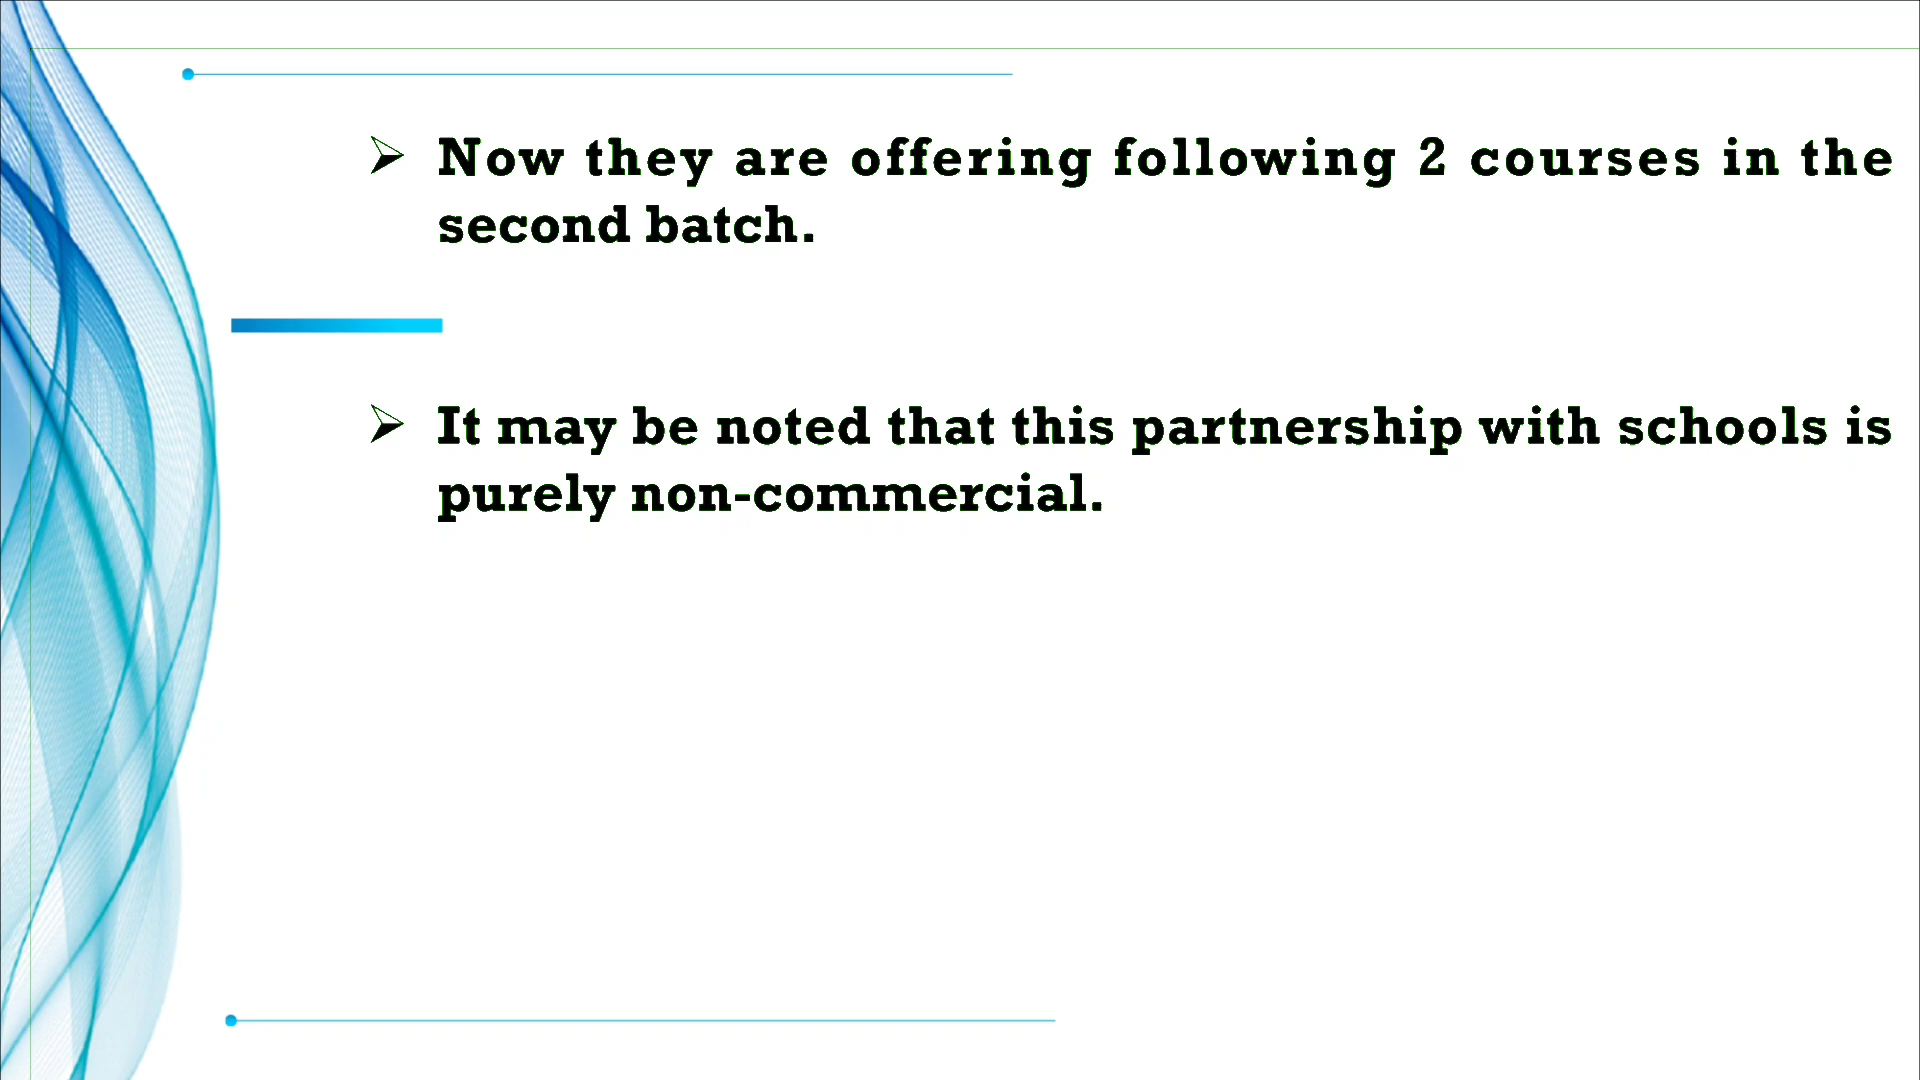 ➢ Now they are offering following 2 courses in the
second batch.
➢ It may be noted that this partnership with schools is
purely non-commercial.